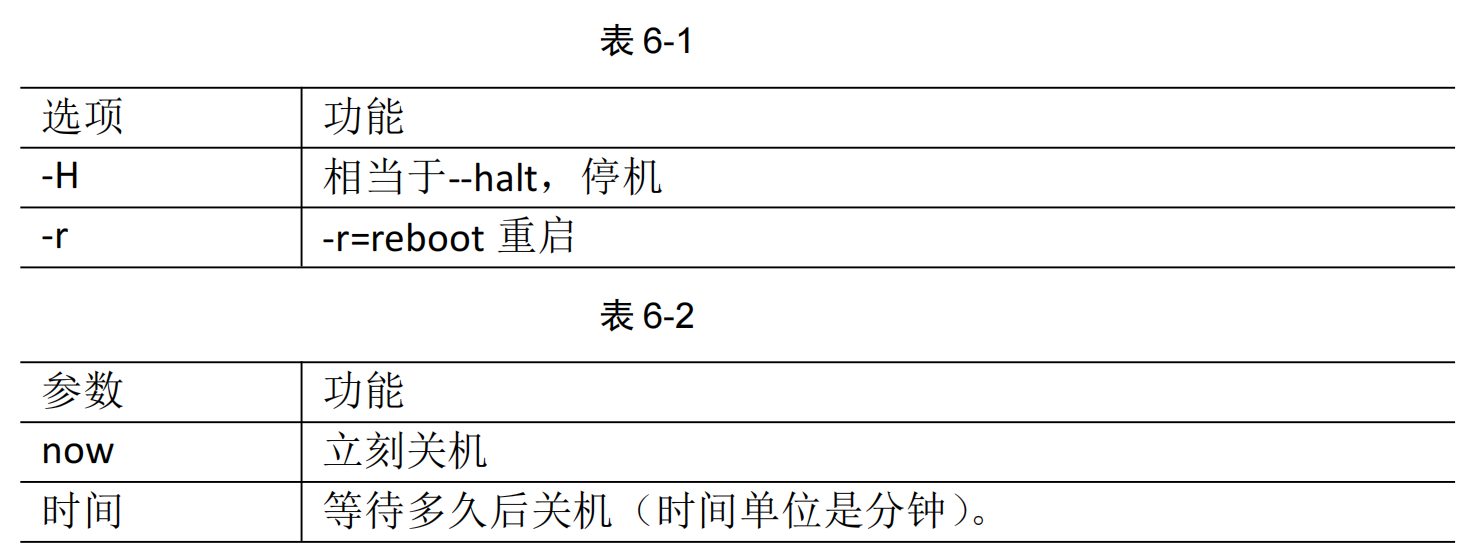 表 6-1
选项 功能
-H 相当于--halt，停机
-r -r=reboot 重启
表 6-2
参数 功能
now 立刻关机
时间 等待多久后关机（时间单位是分钟）。